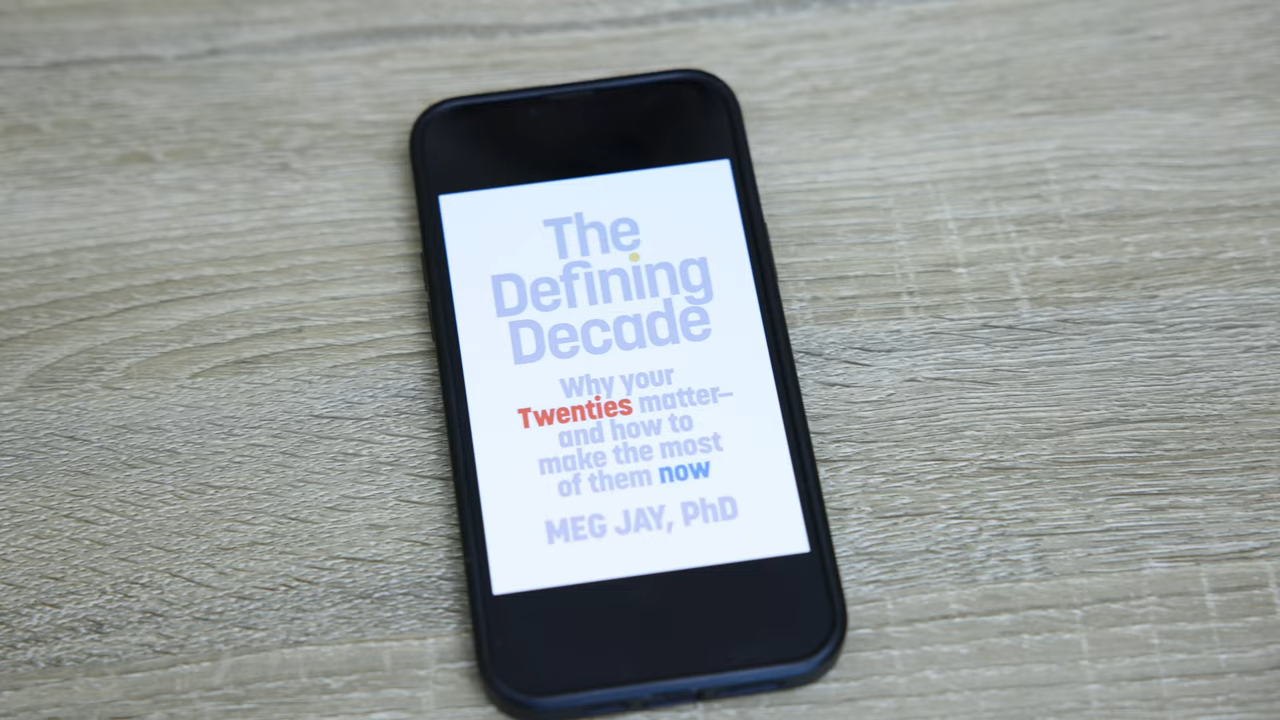 The
Defining
Decade
Why your
Twenties matter–
and how to
make the most
of them now
MEG JAY, PhD